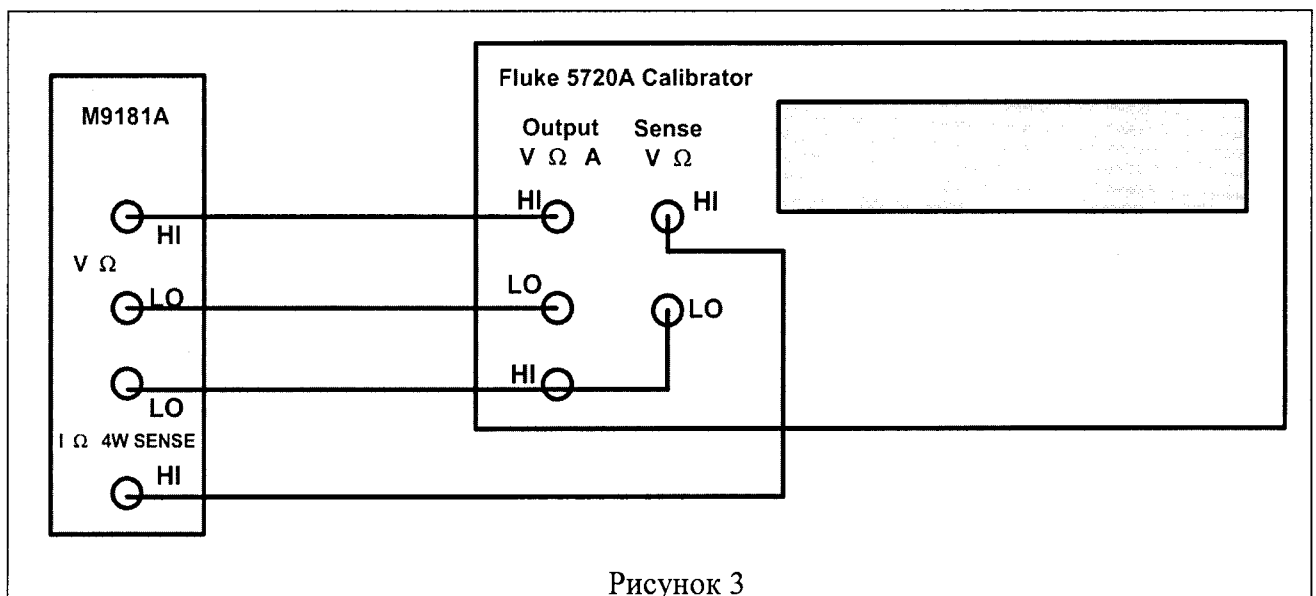 M9181A
HI
V Ω
LO
LO
I Ω 4W SENSE
HI
Fluke 5720A Calibrator
Output Sense
V Ω A V Ω
HI HI
LO LO
HI
Рисунок 3